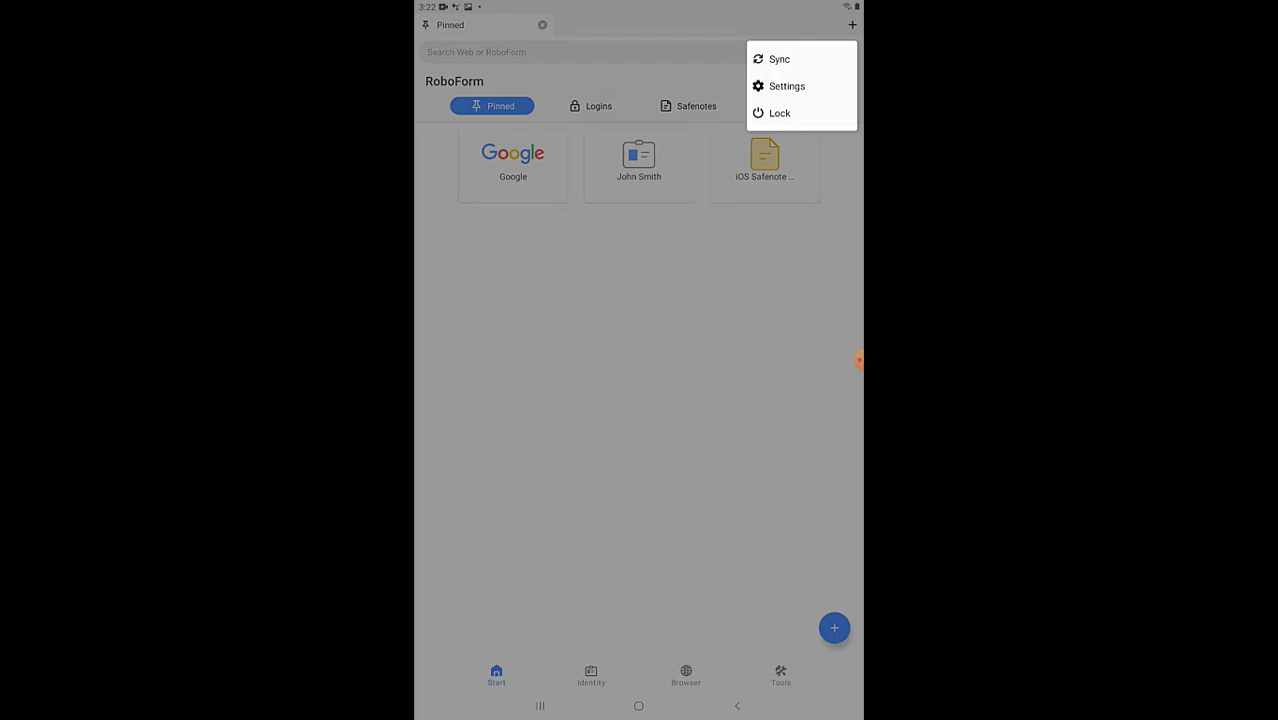 3:22
Pinned
Search Web or RoboForm
Sync
Settings
Lock
RoboForm
Pinned
Logins
Safenotes
Google
Google
John Smith
iOS Safenote ...
Start
Identity
Browser
Tools